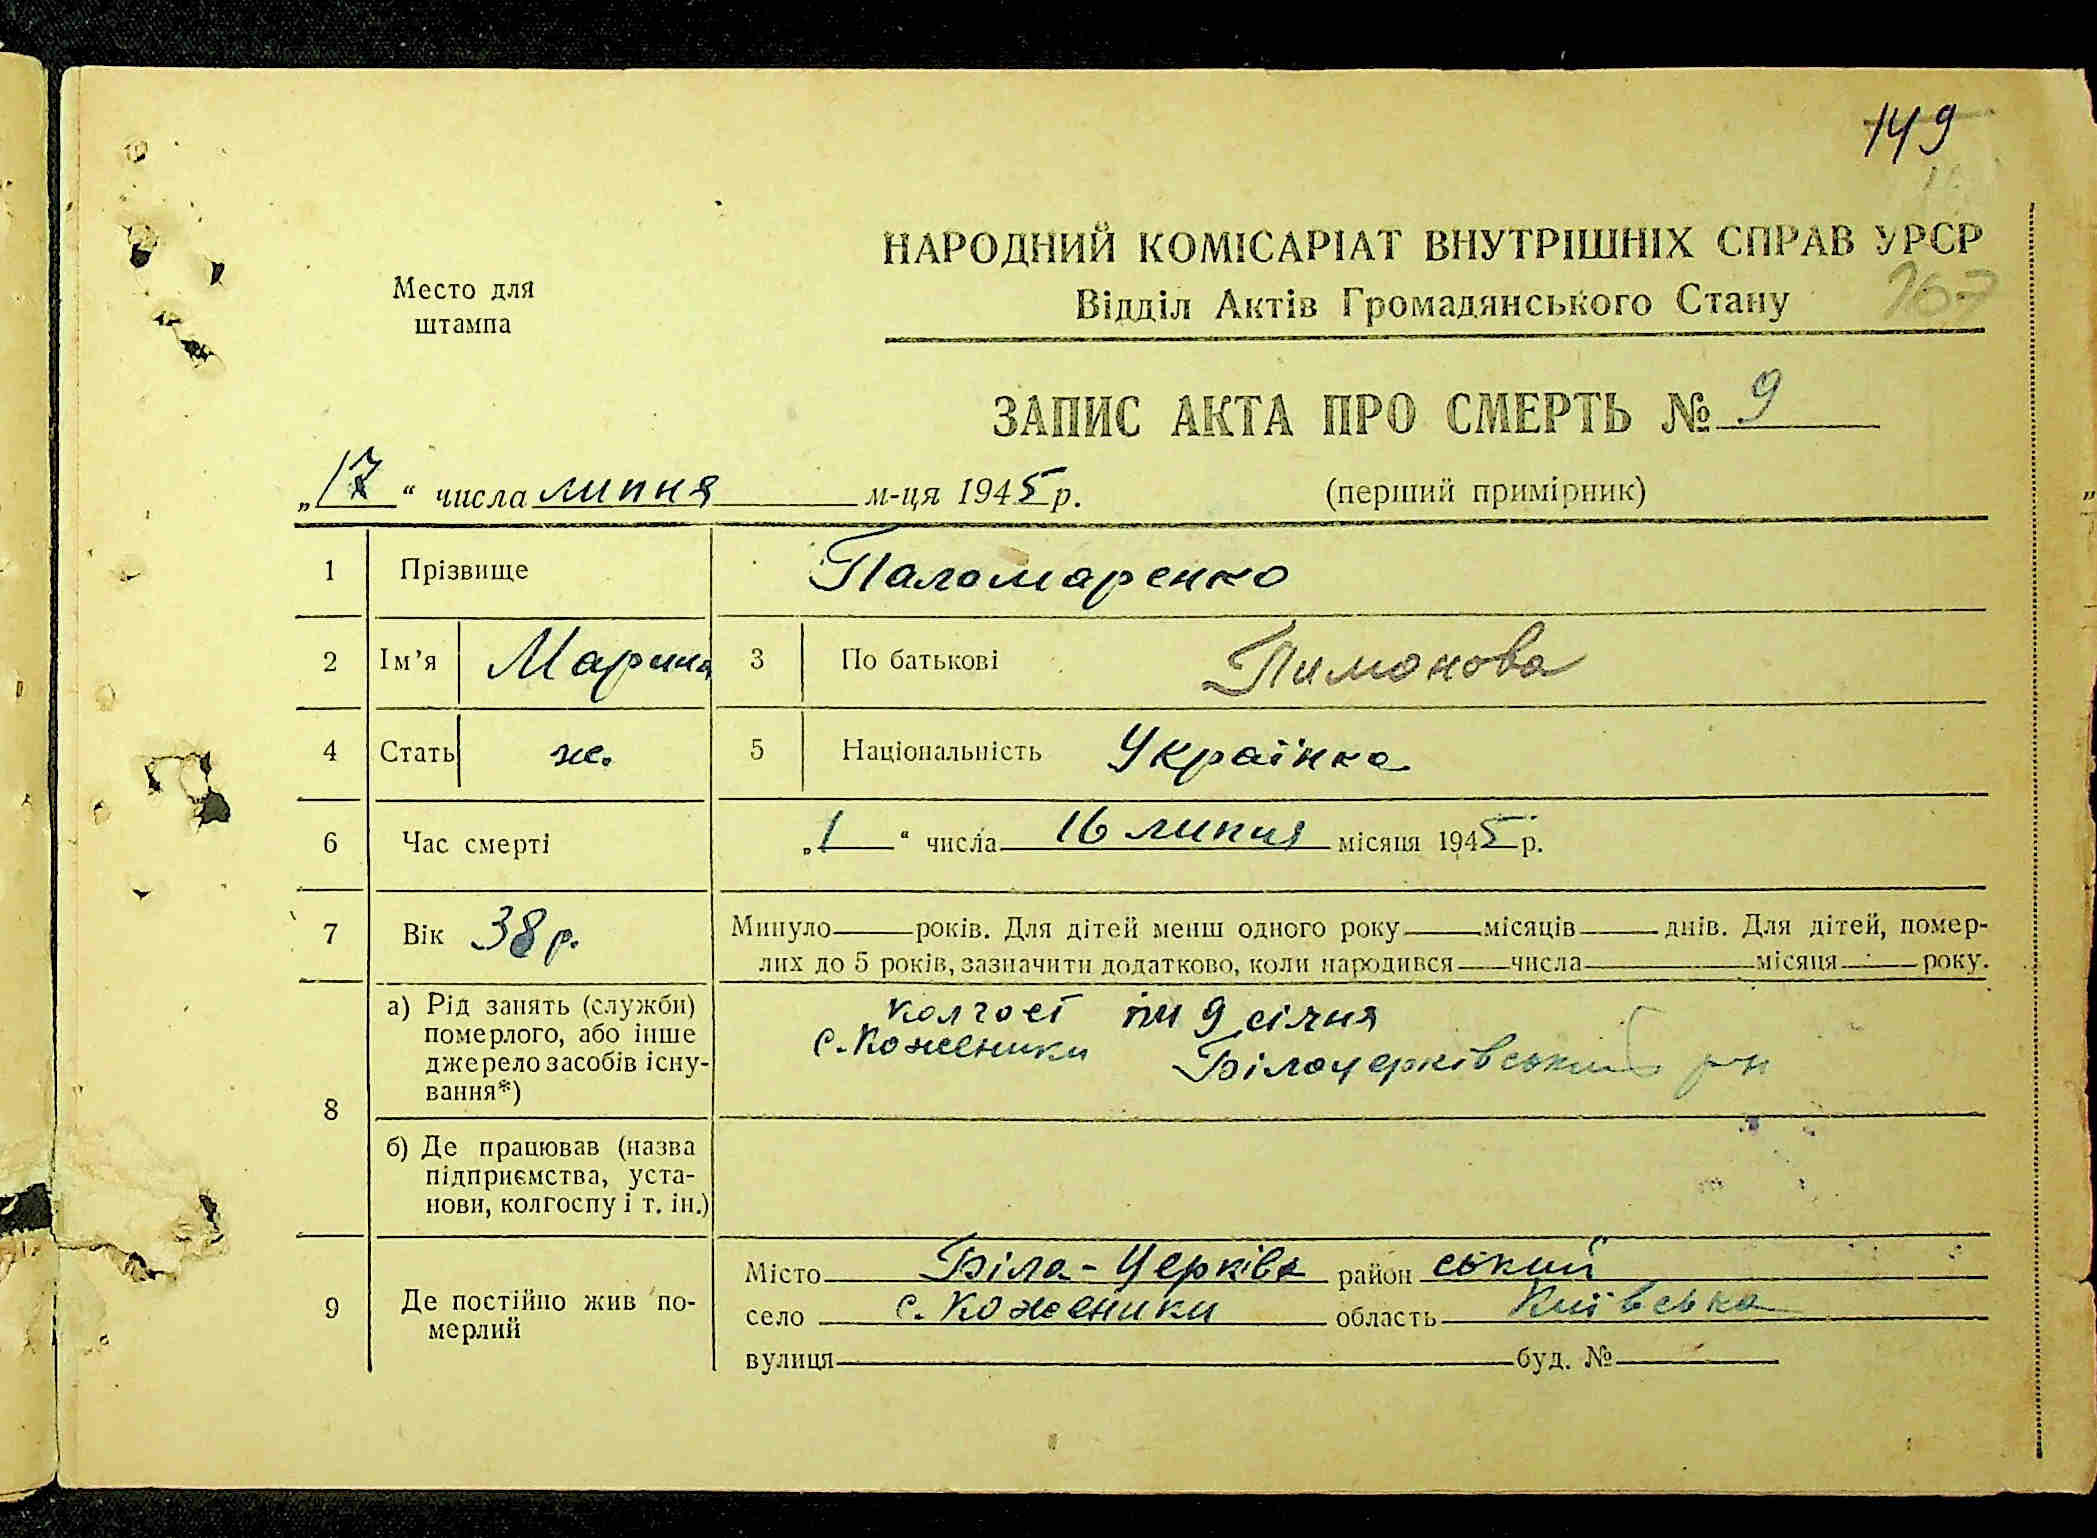 149
Место для
штампа
НАРОДНИЙ КОМІСАРІАТ ВНУТРІШНІХ СПРАВ УРСР
Відділ Актів Громадянського Стану
167
ЗАПИС АКТА ПРО СМЕРТЬ № 9
„17“ числа липня м-ця 1945 р. (перший примірник)
1 Прізвище Паломаренко
2 Ім’я Марина 3 По батькові Пимонова
4 Стать ж. 5 Національність Українка
6 Час смерті „1“ числа 16 липня місяця 1945 р.
7 Вік 38 р. Минуло років. Для дітей менш одного року місяців днів. Для дітей, помер-
лих до 5 років, зазначити додатково, коли народився числа місяця року.
8 а) Рід занять (служби)
померлого, або інше
джерело засобів існу-
вання*)
колгосп ім 9 січня
с. Коженики Білоцерківський р-н
б) Де працював (назва
підприємства, уста-
нови, колгоспу і т. ін.)
9 Де постійно жив по-
мерлий
Місто Біла-Церква район ський
село с. Коженики область Київська
вулиця буд. №